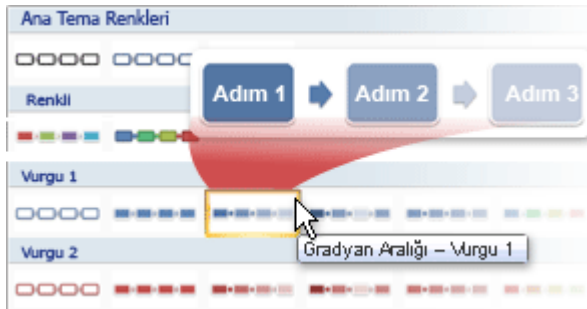 Ana Tema Renkleri
Adım 1
Adım 2
Adım 3
Renkli
Vurgu 1
Gradyan Aralığı – Vurgu 1
Vurgu 2